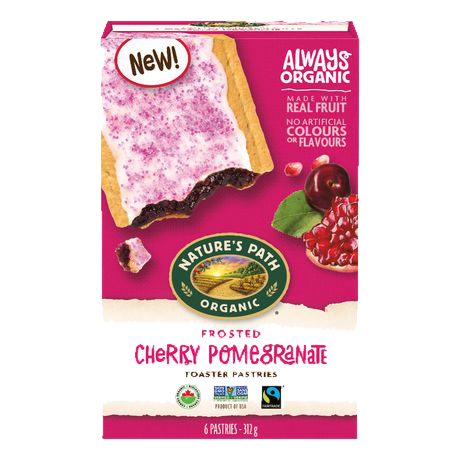 NEW!
ALWAYS
ORGANIC
MADE WITH
REAL FRUIT
NO ARTIFICIAL
COLOURS
OR FLAVOURS
NATURE'S PATH
ORGANIC
FROSTED
CHERRY POMEGRANATE
TOASTER PASTRIES
PRODUCT OF USA
FAIRTRADE
6 PASTRIES - 312 g